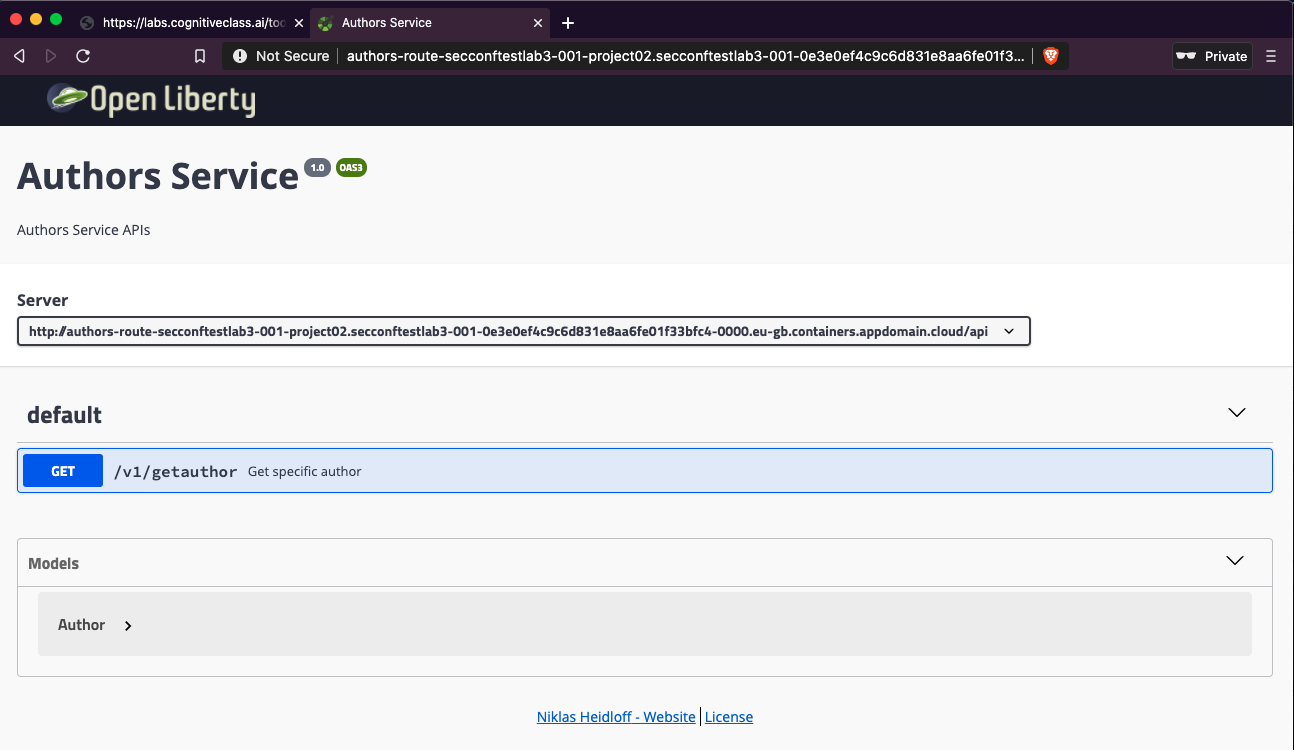 https://labs.cognitiveclass.ai/too
Authors Service
Not Secure
authors-route-secconftestlab3-001-project02.secconftestlab3-001-0e3e0ef4c9c6d831e8aa6fe01f3...
Private
Open Liberty
Authors Service 1.0 OAS3
Authors Service APIs
Server
http://authors-route-secconftestlab3-001-project02.secconftestlab3-001-0e3e0ef4c9c6d831e8aa6fe01f33bfc4-0000.eu-gb.containers.appdomain.cloud/api
default
GET /v1/getauthor Get specific author
Models
Author
Niklas Heidloff - Website License